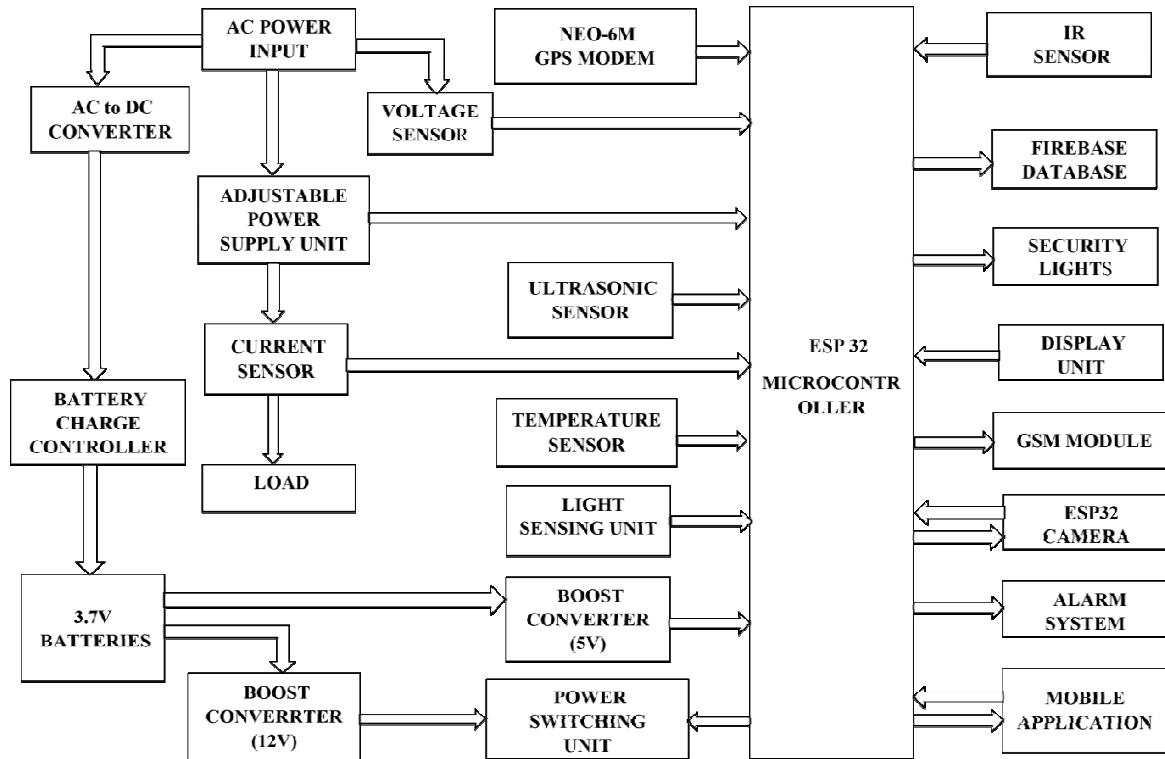 AC POWER
INPUT
NEO-6M
GPS MODEM
IR
SENSOR
AC to DC
CONVERTER
VOLTAGE
SENSOR
FIREBASE
DATABASE
ADJUSTABLE
POWER
SUPPLY UNIT
SECURITY
LIGHTS
ULTRASONIC
SENSOR
CURRENT
SENSOR
ESP 32
MICROCONTR
OLLER
DISPLAY
UNIT
BATTERY
CHARGE
CONTROLLER
TEMPERATURE
SENSOR
GSM MODULE
LOAD
LIGHT
SENSING UNIT
ESP32
CAMERA
3.7V
BATTERIES
BOOST
CONVERTER
(5V)
ALARM
SYSTEM
BOOST
CONVERRTER
(12V)
POWER
SWITCHING
UNIT
MOBILE
APPLICATION